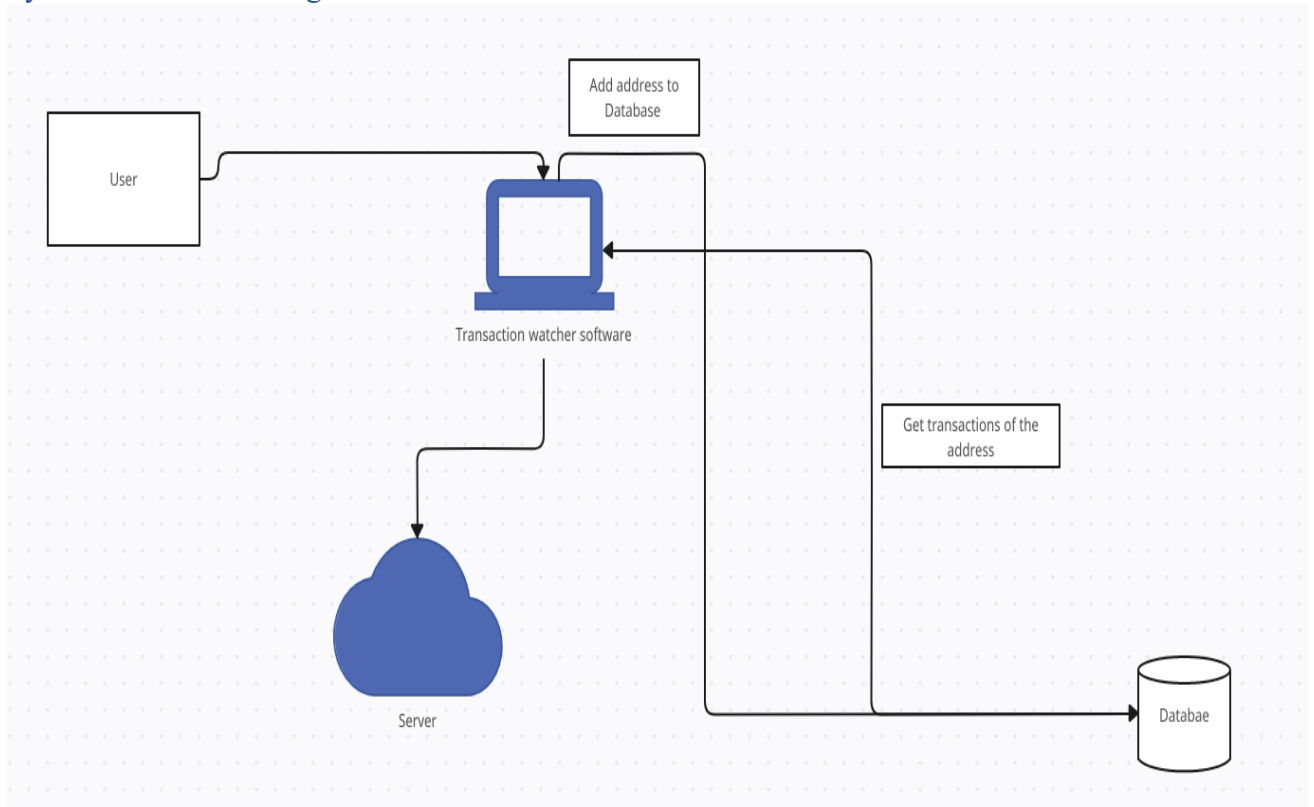 Add address to
Database
User
Transaction watcher software
Get transactions of the
address
Server
Databae